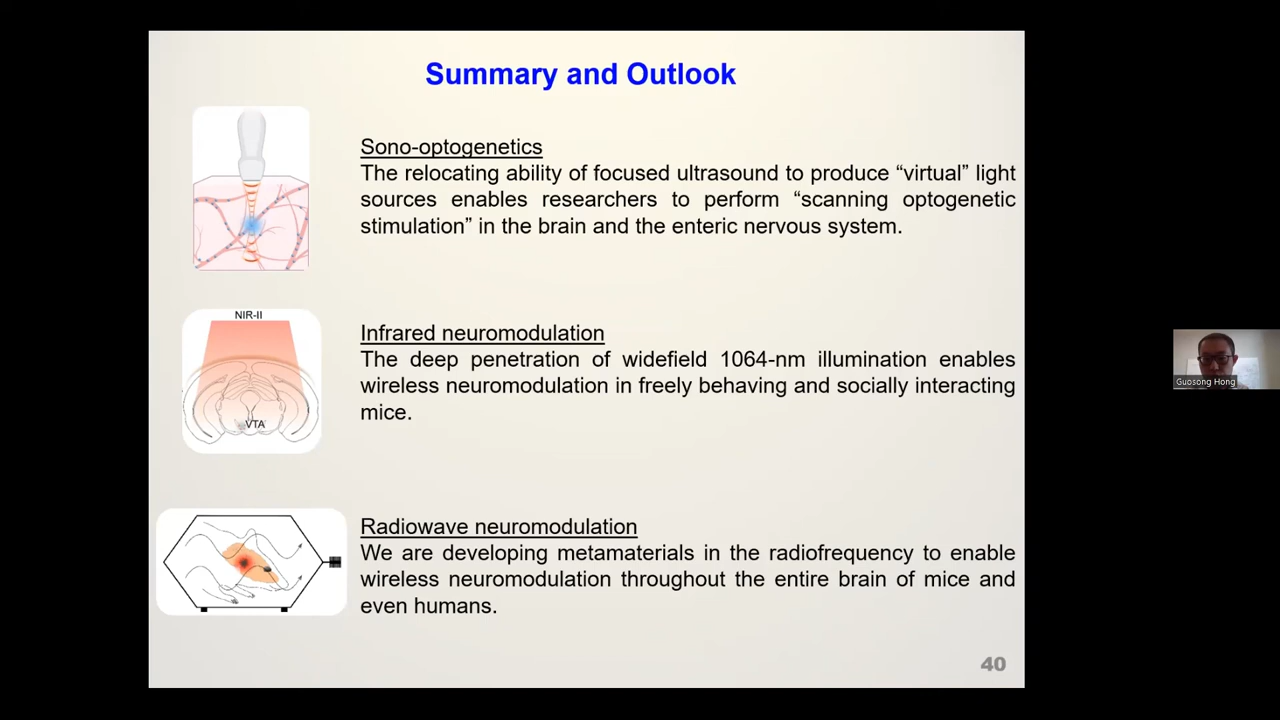 Summary and Outlook
Sono-optogenetics
The relocating ability of focused ultrasound to produce “virtual” light
sources enables researchers to perform “scanning optogenetic
stimulation” in the brain and the enteric nervous system.
NIR-II
VTA
Infrared neuromodulation
The deep penetration of widefield 1064-nm illumination enables
wireless neuromodulation in freely behaving and socially interacting
mice.
Radiowave neuromodulation
We are developing metamaterials in the radiofrequency to enable
wireless neuromodulation throughout the entire brain of mice and
even humans.
40
Guosong Hong